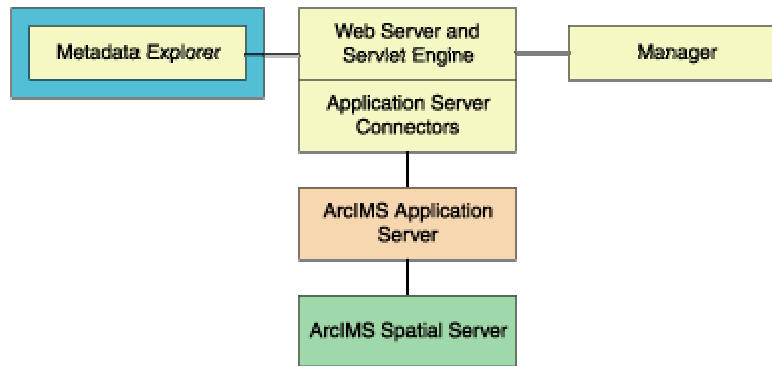 Metadata Explorer
Web Server and
Servlet Engine
Manager
Application Server
Connectors
ArcIMS Application
Server
ArcIMS Spatial Server